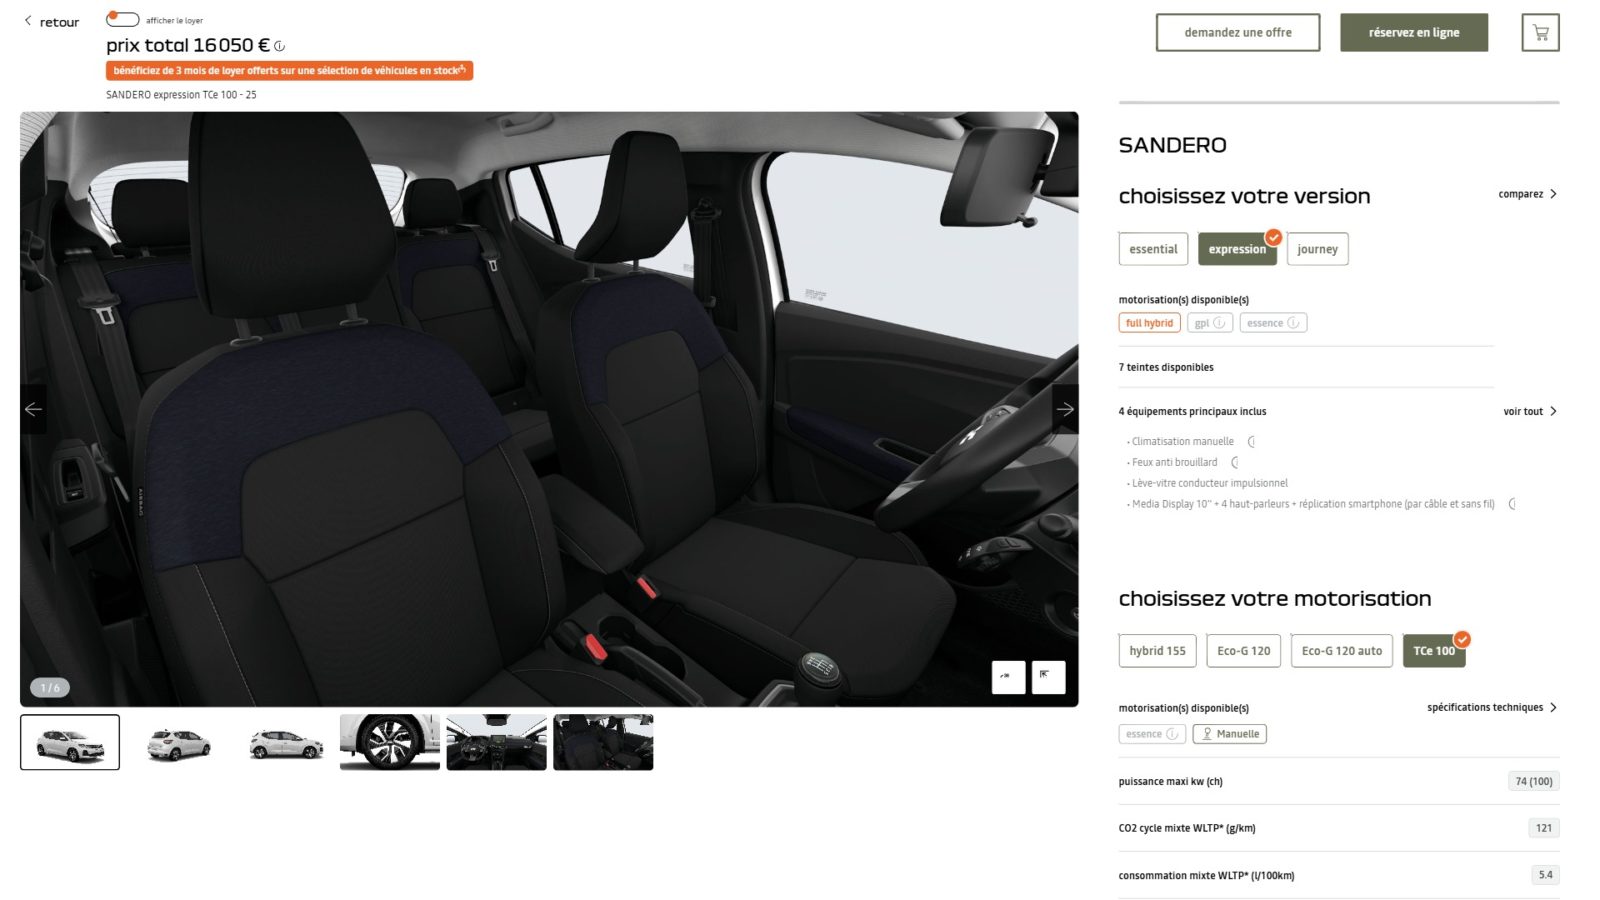 retour
afficher le loyer
prix total 16 050 €
bénéficiez de 3 mois de loyer offerts sur une sélection de véhicules en stock
SANDERO expression TCe 100 - 25
demandez une offre
réservez en ligne
AIRBAG
1 / 6
SANDERO
choisissez votre version
comparez
essential
expression
journey
motorisation(s) disponible(s)
full hybrid
gpl
essence
7 teintes disponibles
4 équipements principaux inclus
voir tout
• Climatisation manuelle
• Feux anti brouillard
• Lève-vitre conducteur impulsionnel
• Media Display 10'' + 4 haut-parleurs + réplication smartphone (par câble et sans fil)
choisissez votre motorisation
hybrid 155
Eco-G 120
Eco-G 120 auto
TCe 100
motorisation(s) disponible(s)
spécifications techniques
essence
Manuelle
puissance maxi kw (ch)
74 (100)
CO2 cycle mixte WLTP* (g/km)
121
consommation mixte WLTP* (l/100km)
5.4